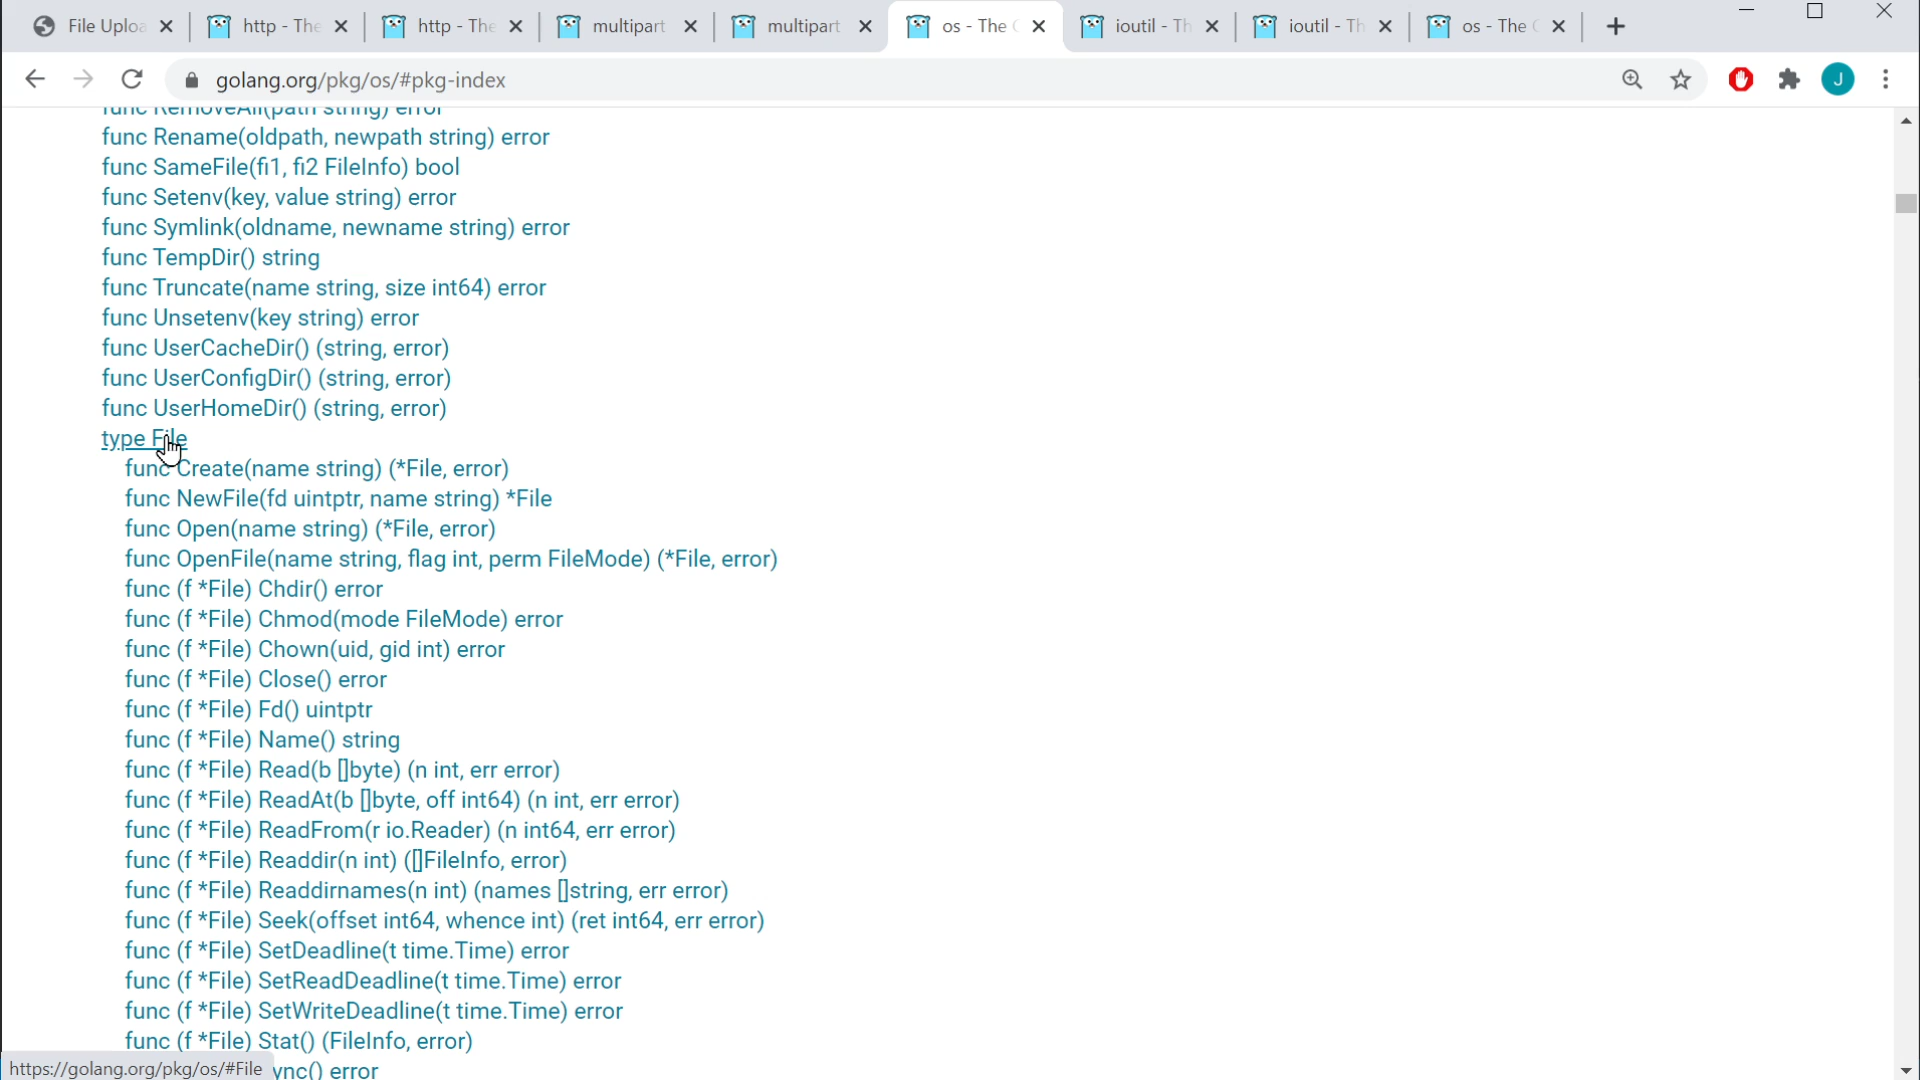 File Uploa
http - The
http - The
multipart
multipart
os - The
ioutil - Th
ioutil - Th
os - The
golang.org/pkg/os/#pkg-index
J
func RemoveAll(path string) error
func Rename(oldpath, newpath string) error
func SameFile(fi1, fi2 FileInfo) bool
func Setenv(key, value string) error
func Symlink(oldname, newname string) error
func TempDir() string
func Truncate(name string, size int64) error
func Unsetenv(key string) error
func UserCacheDir() (string, error)
func UserConfigDir() (string, error)
func UserHomeDir() (string, error)
type File
func Create(name string) (*File, error)
func NewFile(fd uintptr, name string) *File
func Open(name string) (*File, error)
func OpenFile(name string, flag int, perm FileMode) (*File, error)
func (f *File) Chdir() error
func (f *File) Chmod(mode FileMode) error
func (f *File) Chown(uid, gid int) error
func (f *File) Close() error
func (f *File) Fd() uintptr
func (f *File) Name() string
func (f *File) Read(b []byte) (n int, err error)
func (f *File) ReadAt(b []byte, off int64) (n int, err error)
func (f *File) ReadFrom(r io.Reader) (n int64, err error)
func (f *File) Readdir(n int) ([]FileInfo, error)
func (f *File) Readdirnames(n int) (names []string, err error)
func (f *File) Seek(offset int64, whence int) (ret int64, err error)
func (f *File) SetDeadline(t time.Time) error
func (f *File) SetReadDeadline(t time.Time) error
func (f *File) SetWriteDeadline(t time.Time) error
func (f *File) Stat() (FileInfo, error)
https://golang.org/pkg/os/#File
ync() error